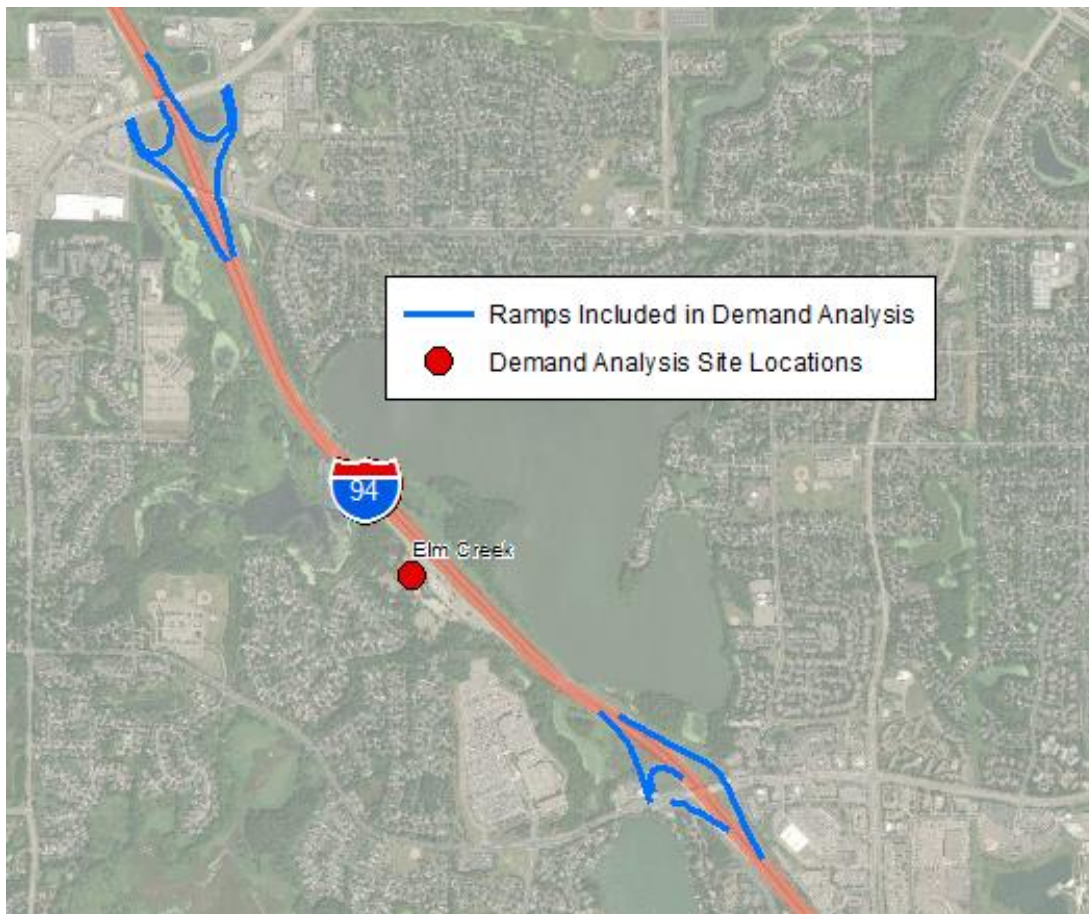 Ramps Included in Demand Analysis
Demand Analysis Site Locations
94
Elm Creek